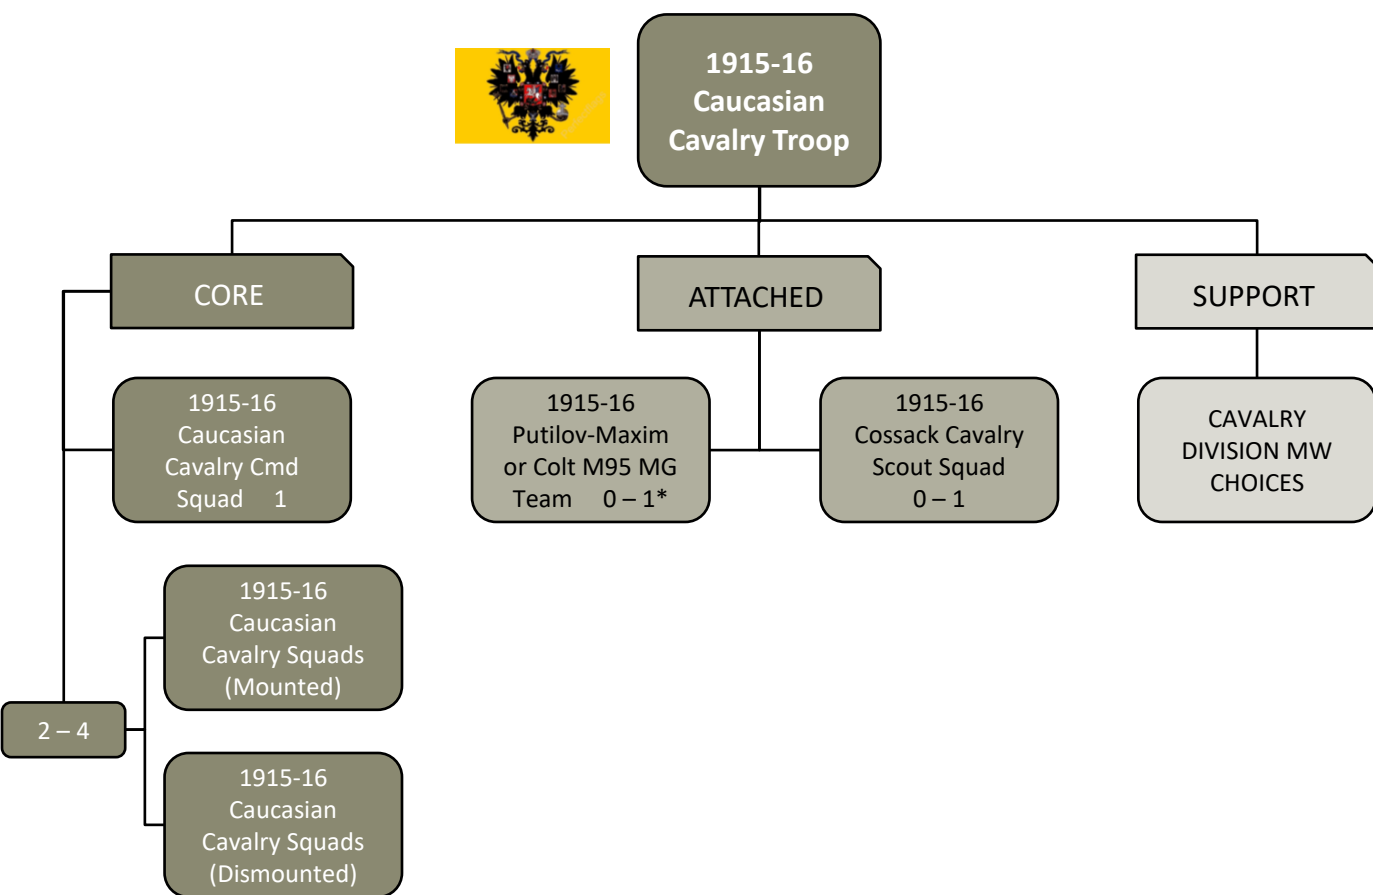 1915-16
Caucasian
Cavalry Troop
CORE
ATTACHED
SUPPORT
1915-16
Caucasian
Cavalry Cmd
Squad 1
1915-16
Putilov-Maxim
or Colt M95 MG
Team 0 – 1*
1915-16
Cossack Cavalry
Scout Squad
0 – 1
CAVALRY
DIVISION MW
CHOICES
2 – 4
1915-16
Caucasian
Cavalry Squads
(Mounted)
1915-16
Caucasian
Cavalry Squads
(Dismounted)